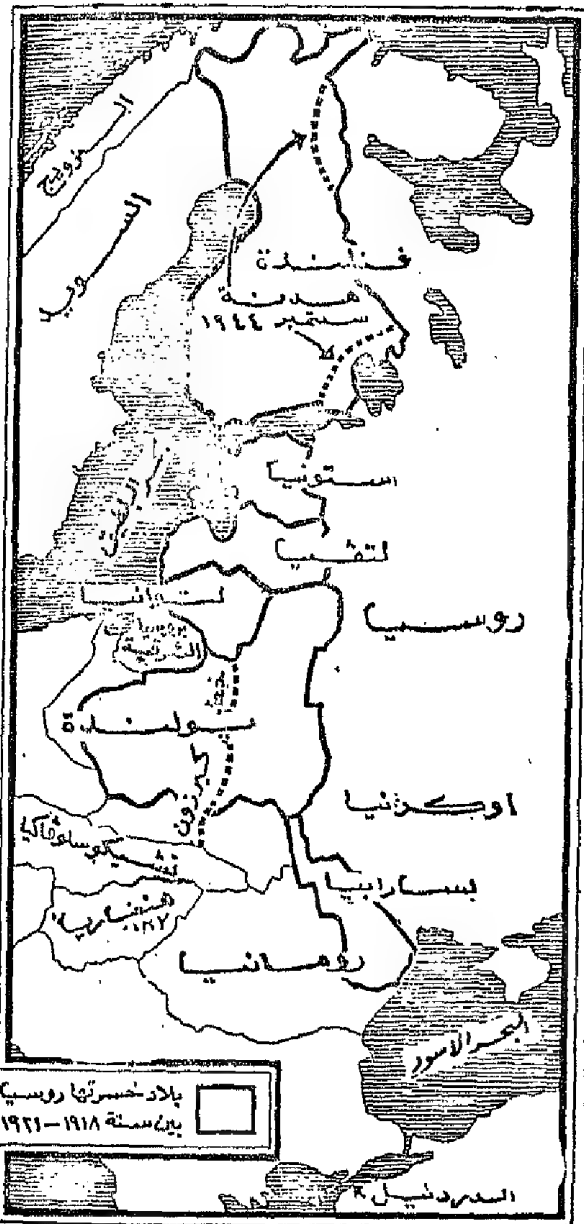 النرويج
السويد
فنلندة
هدنة
سبتمبر ١٩٤٤
استونيا
لتفيا
لتوانيا
روسيا
بروسيا
الشرقية
خط
كيرزون
بولندة
اوكرانيا
تشيكوسلوفاكيا
بسارابيا
رومانيا
البحر الاسود
بلاد خسرتها روسيا
بين سنة ١٩١٨–١٩٢١
الدردنيل